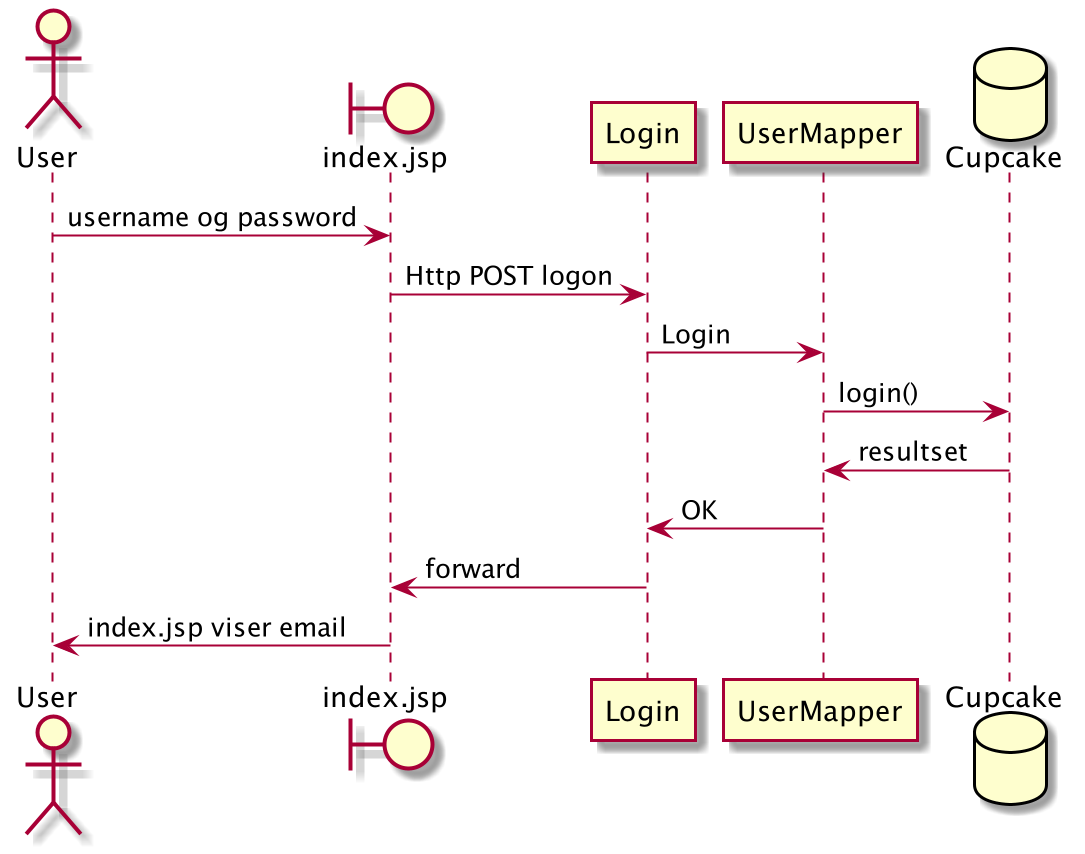 User
index.jsp
Login
UserMapper
Cupcake
username og password
Http POST logon
Login
login()
resultset
OK
forward
index.jsp viser email
User
index.jsp
Login
UserMapper
Cupcake